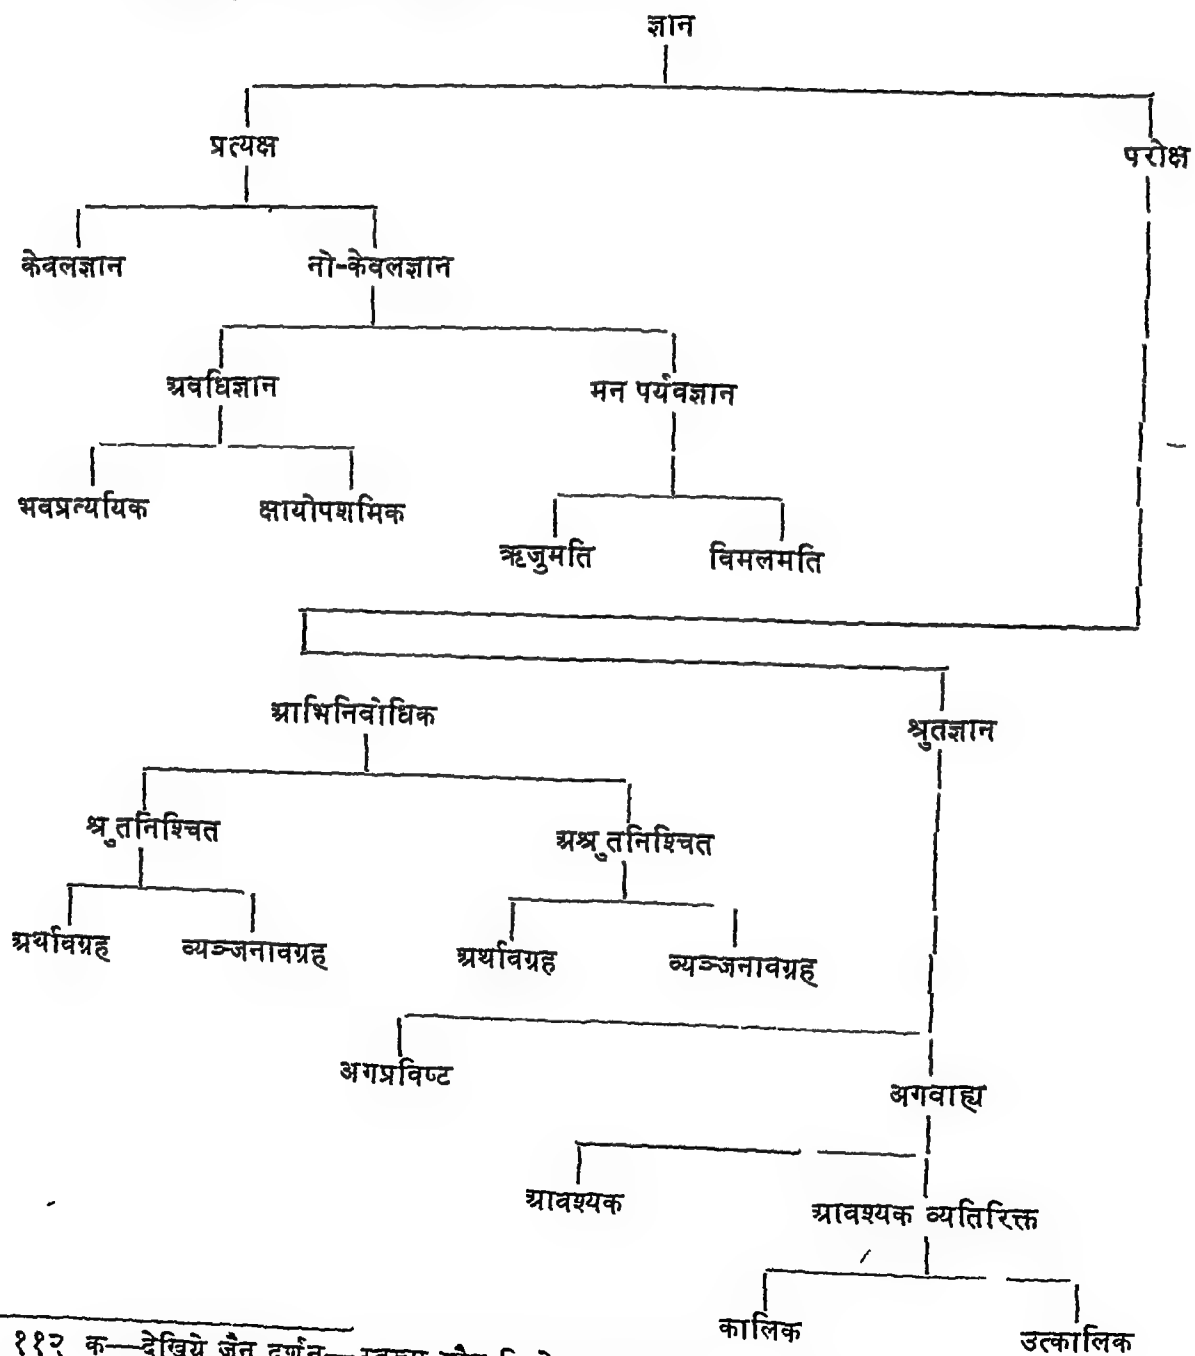 ज्ञान
प्रत्यक्ष
परोक्ष
केवलज्ञान
नो-केवलज्ञान
अवधिज्ञान
मन पर्यवज्ञान
भवप्रत्यायिक
क्षायोपशमिक
ऋजुमति
विमलमति
आभिनिवोधिक
श्रुतज्ञान
श्रुतनिश्चित
अश्रुतनिश्चित
अर्थावग्रह
व्यञ्जनावग्रह
अर्थावग्रह
व्यञ्जनावग्रह
अगप्रविष्ट
अगवाह्य
आवश्यक
आवश्यक व्यतिरिक्त
कालिक
उत्कालिक
११२ क—देखिये जैन दर्शन—